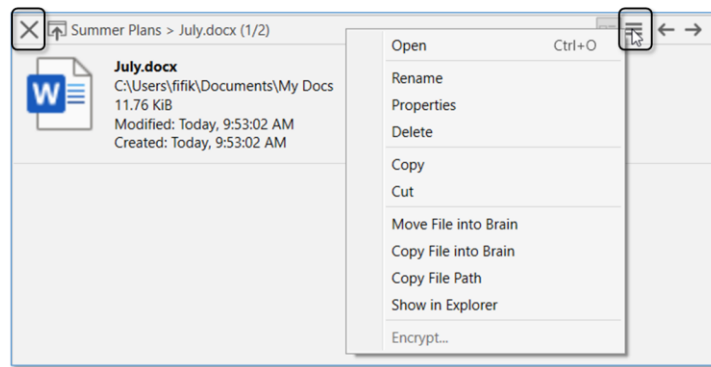 Summer Plans > July.docx (1/2)
July.docx
C:\Users\fifik\Documents\My Docs
11.76 KiB
Modified: Today, 9:53:02 AM
Created: Today, 9:53:02 AM
W
Open Ctrl+O
Rename
Properties
Delete
Copy
Cut
Move File into Brain
Copy File into Brain
Copy File Path
Show in Explorer
Encrypt...